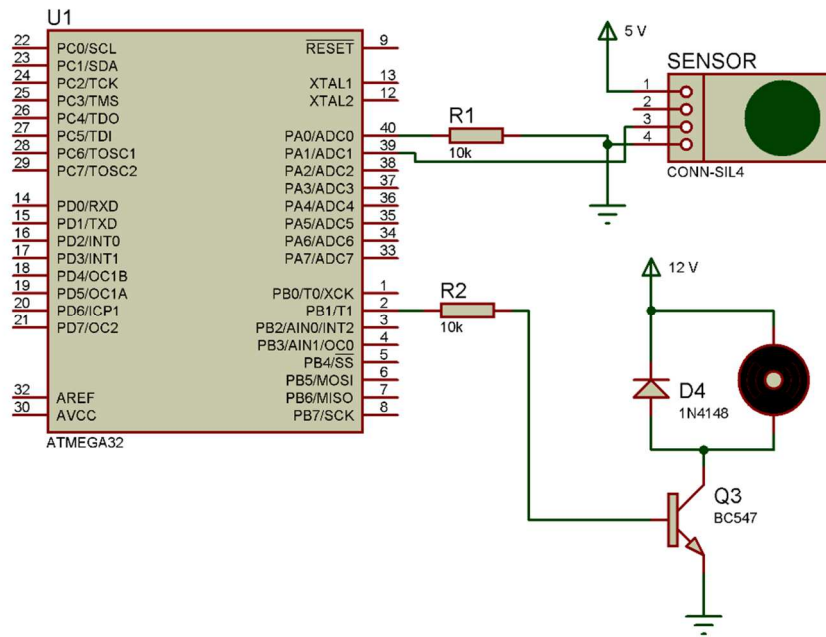 U1
22 PC0/SCL
23 PC1/SDA
24 PC2/TCK
25 PC3/TMS
26 PC4/TDO
27 PC5/TDI
28 PC6/TOSC1
29 PC7/TOSC2
14 PD0/RXD
15 PD1/TXD
16 PD2/INT0
17 PD3/INT1
18 PD4/OC1B
19 PD5/OC1A
20 PD6/ICP1
21 PD7/OC2
32 AREF
30 AVCC
RESET 9
XTAL1 13
XTAL2 12
PA0/ADC0 40
PA1/ADC1 39
PA2/ADC2 38
PA3/ADC3 37
PA4/ADC4 36
PA5/ADC5 35
PA6/ADC6 34
PA7/ADC7 33
PB0/T0/XCK 1
PB1/T1 2
PB2/AIN0/INT2 3
PB3/AIN1/OC0 4
PB4/SS 5
PB5/MOSI 6
PB6/MISO 7
PB7/SCK 8
ATMEGA32
R1
10k
R2
10k
5 V
SENSOR
1
2
3
4
CONN-SIL4
12 V
D4
1N4148
Q3
BC547